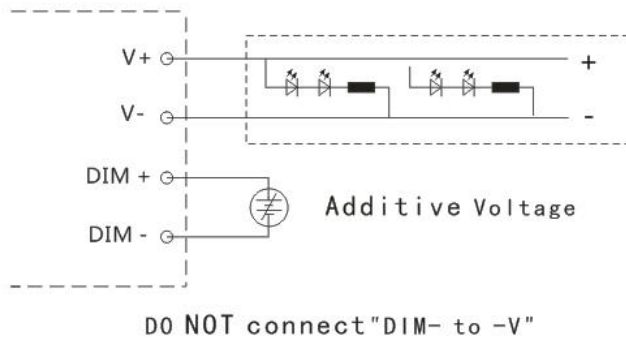 V+
+
V-
-
DIM +
Additive Voltage
DIM -
DO NOT connect"DIM- to -V"